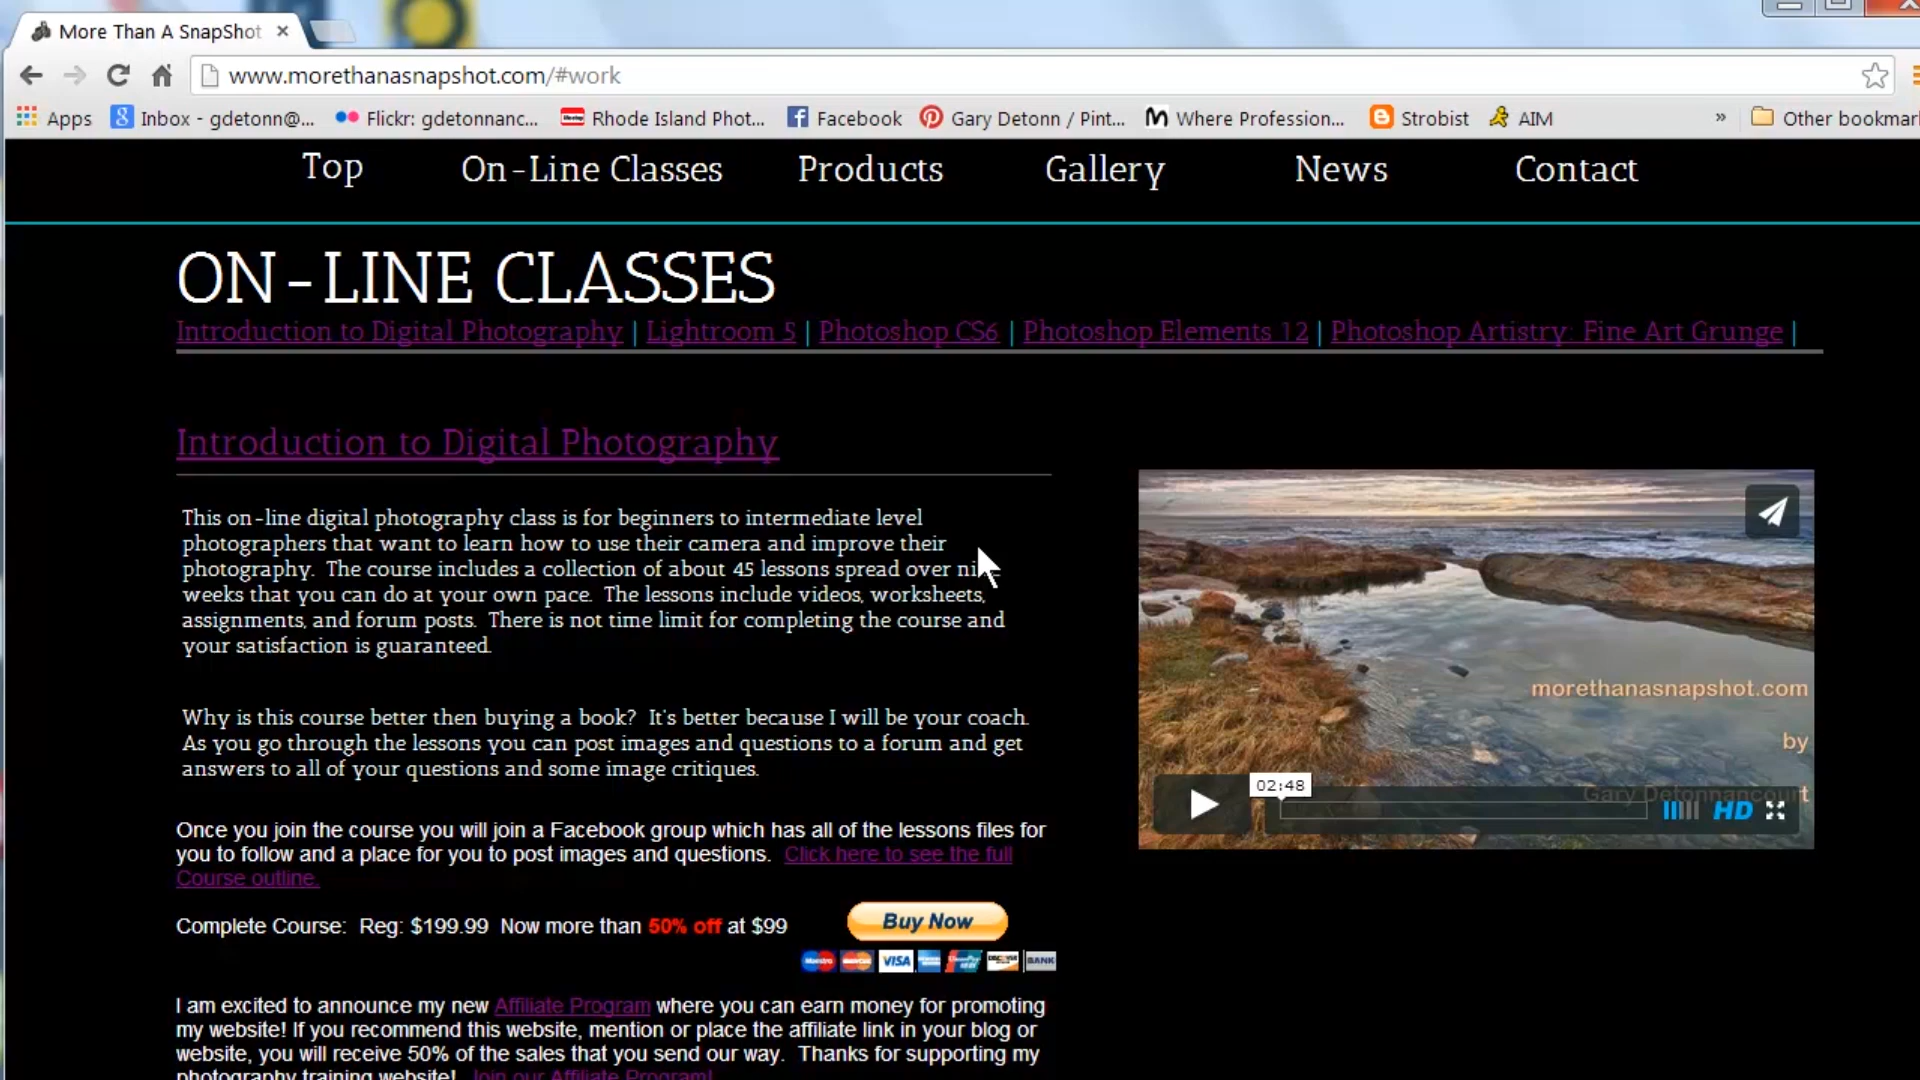 More Than A SnapShot
www.morethanasnapshot.com/#work
Apps Inbox - gdetonn@... Flickr: gdetonnanc... Rhode Island Phot... Facebook Gary Detonn / Pint... Where Profession... Strobist AIM » Other bookmar
Top On-Line Classes Products Gallery News Contact
ON-LINE CLASSES
Introduction to Digital Photography | Lightroom 5 | Photoshop CS6 | Photoshop Elements 12 | Photoshop Artistry: Fine Art Grunge |
Introduction to Digital Photography
This on-line digital photography class is for beginners to intermediate level
photographers that want to learn how to use their camera and improve their
photography. The course includes a collection of about 45 lessons spread over
weeks that you can do at your own pace. The lessons include videos, worksheets,
assignments, and forum posts. There is not time limit for completing the course and
your satisfaction is guaranteed.
Why is this course better then buying a book? It's better because I will be your coach.
As you go through the lessons you can post images and questions to a forum and get
answers to all of your questions and some image critiques.
Once you join the course you will join a Facebook group which has all of the lessons files for
you to follow and a place for you to post images and questions. Click here to see the full
Course outline.
Complete Course: Reg: $199.99 Now more than 50% off at $99
Buy Now
Maestro VISA DISCOVER BANK
I am excited to announce my new Affiliate Program where you can earn money for promoting
my website! If you recommend this website, mention or place the affiliate link in your blog or
website, you will receive 50% of the sales that you send our way. Thanks for supporting my
photography training website! Join our Affiliate Program!
morethanasnapshot.com
by
Gary Detonnancourt
02:48
HD